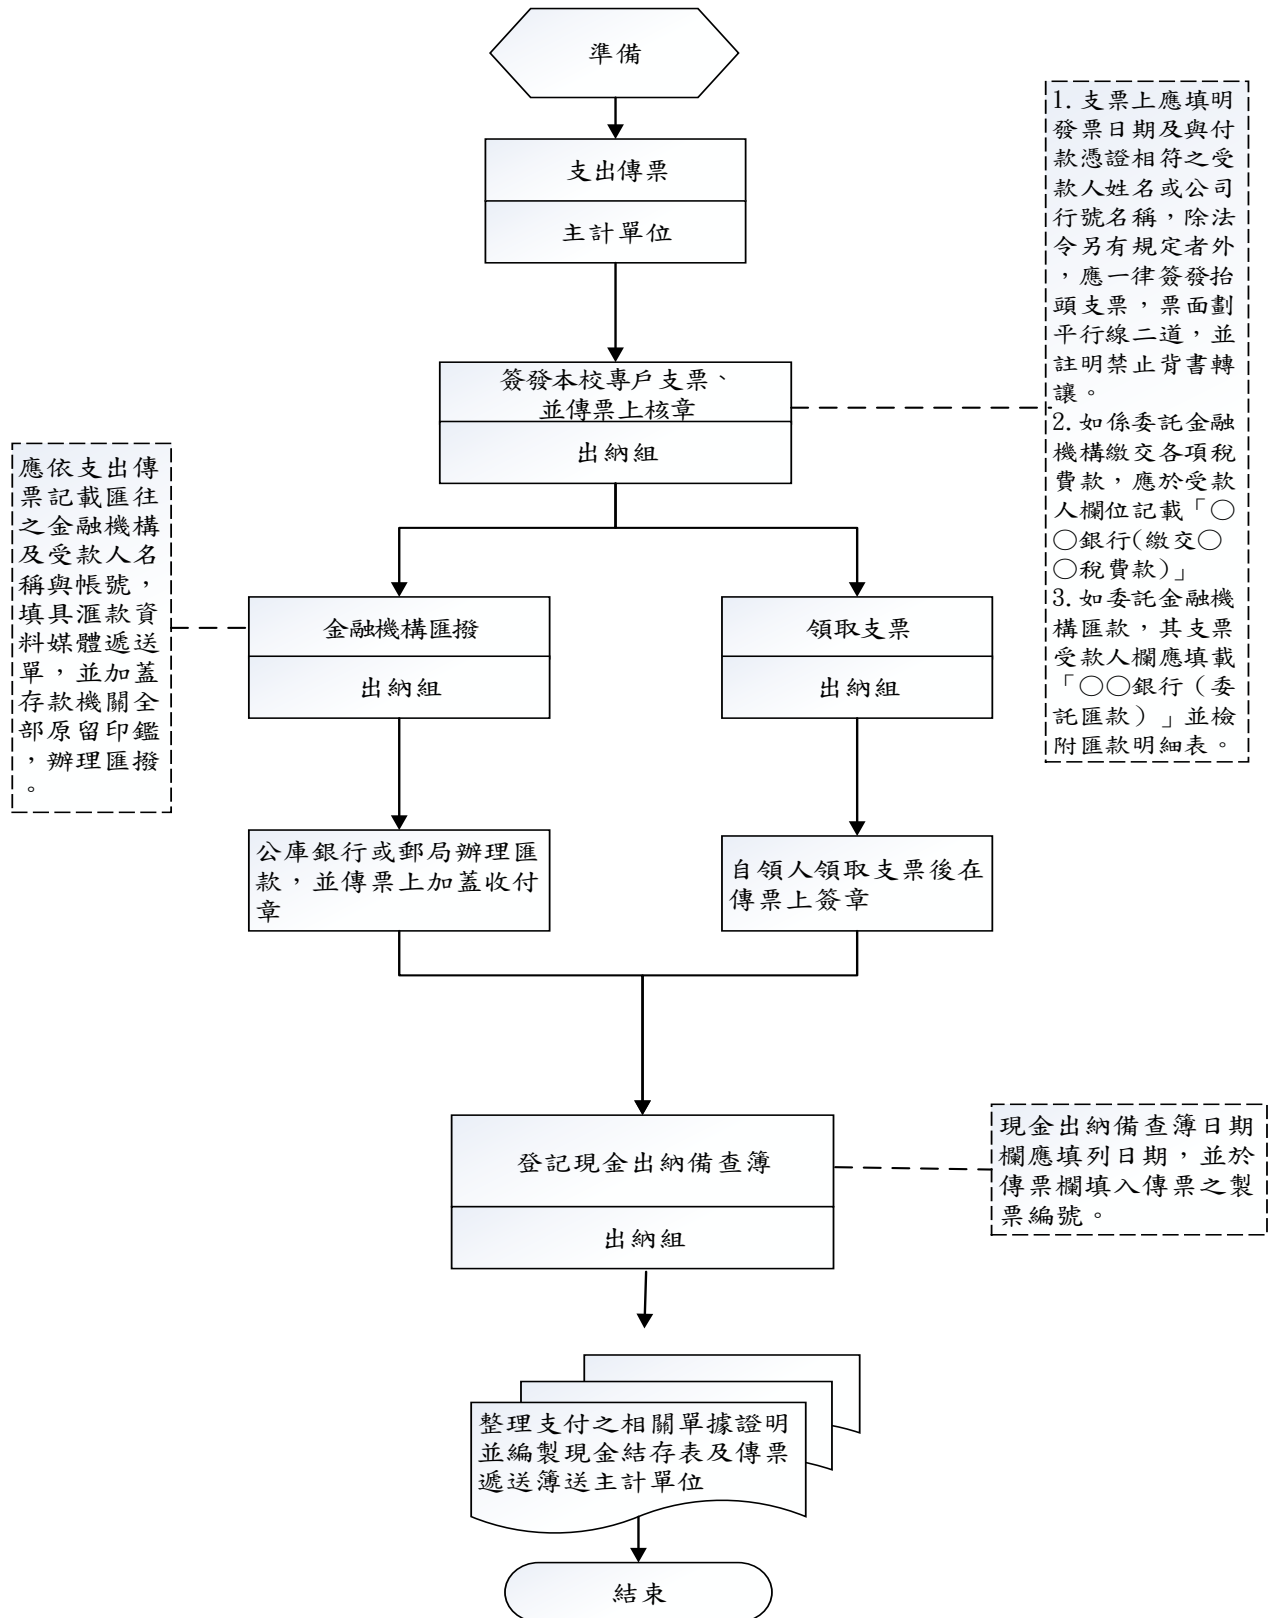 準備
支出傳票
主計單位
簽發本校專戶支票、
並傳票上核章
出納組
1. 支票上應填明
發票日期及與付
款憑證相符之受
款人姓名或公司
行號名稱，除法
令另有規定者外
，應一律簽發抬
頭支票，票面劃
平行線二道，並
註明禁止背書轉
讓。
2. 如係委託金融
機構繳交各項稅
費款，應於受款
人欄位記載「○
○銀行(繳交○
○稅費款)」
3. 如委託金融機
構匯款，其支票
受款人欄應填載
「○○銀行（委
託匯款）」並檢
附匯款明細表。
應依支出傳
票記載匯往
之金融機構
及受款人名
稱與帳號，
填具滙款資
料媒體遞送
單，並加蓋
存款機關全
部原留印鑑
，辦理匯撥
。
金融機構匯撥
出納組
領取支票
出納組
公庫銀行或郵局辦理匯
款，並傳票上加蓋收付
章
自領人領取支票後在
傳票上簽章
登記現金出納備查簿
出納組
現金出納備查簿日期
欄應填列日期，並於
傳票欄填入傳票之製
票編號。
整理支付之相關單據證明
並編製現金結存表及傳票
遞送簿送主計單位
結束